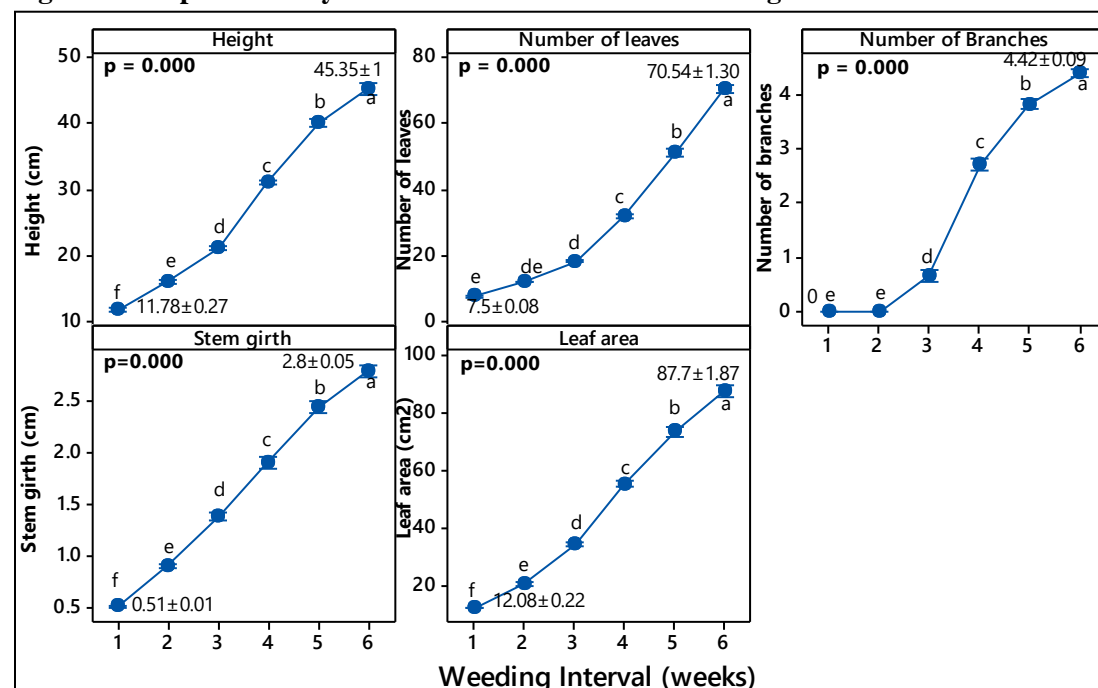 Height
p = 0.000
45.35±1
Height (cm)
50
40
30
20
10
f
e
d
c
b
a
11.78±0.27
Number of leaves
p = 0.000
70.54±1.30
Number of leaves
80
60
40
20
0
e
de
d
c
b
a
7.5±0.08
Number of Branches
p = 0.000
4.42±0.09
Number of branches
4
3
2
1
0
0 e
e
d
c
b
a
1 2 3 4 5 6
Stem girth
p=0.000
2.8±0.05
Stem girth (cm)
2.5
2.0
1.5
1.0
0.5
f
e
d
c
b
a
0.51±0.01
1 2 3 4 5 6
Leaf area
p=0.000
87.7±1.87
Leaf area (cm2)
100
80
60
40
20
f
e
d
c
b
a
12.08±0.22
1 2 3 4 5 6
Weeding Interval (weeks)